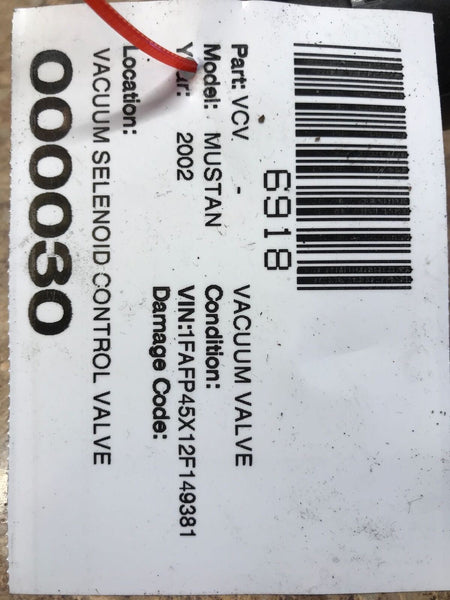 6918
Part: VCV - VACUUM VALVE
Model: MUSTAN Condition:
Year: 2002 VIN:1FAFP45X12F149381
Damage Code:
Location:
VACUUM SELENOID CONTROL VALVE
0000030